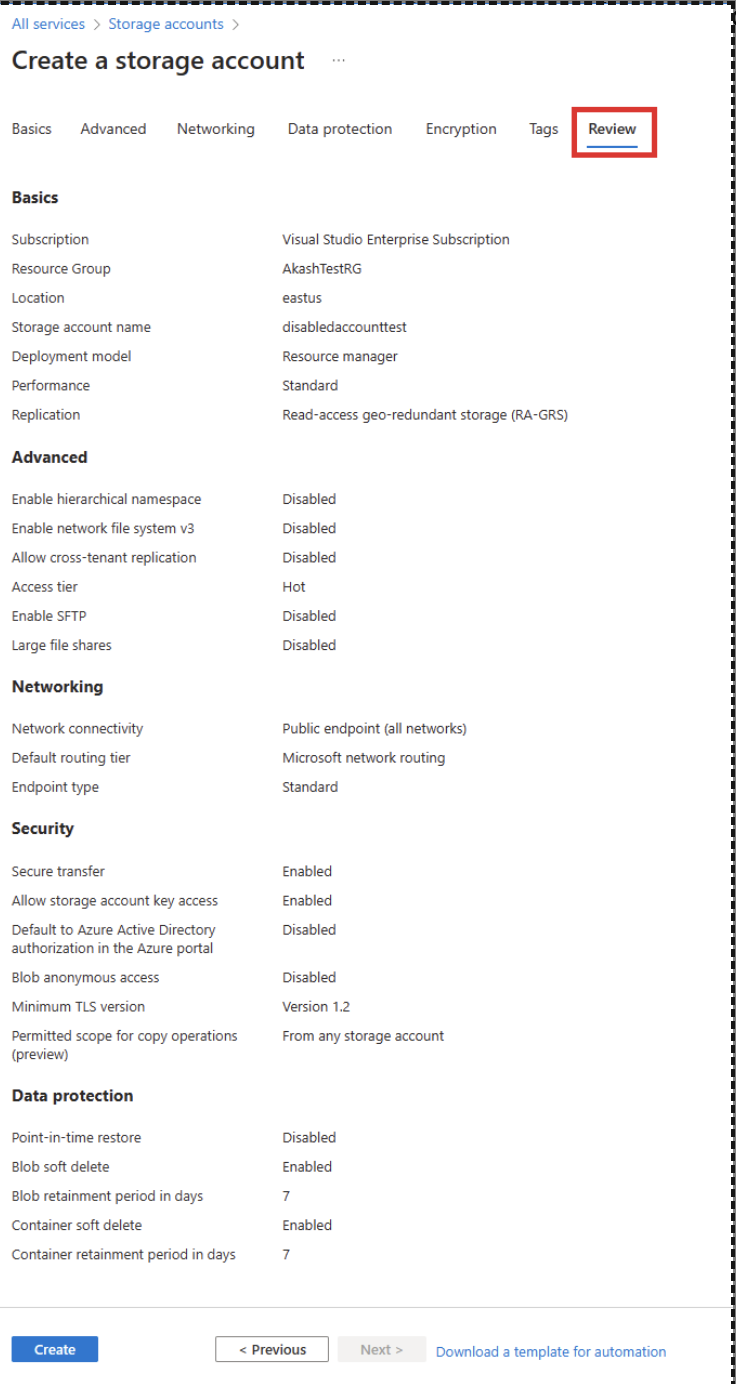 All services > Storage accounts >
Create a storage account ...
Basics Advanced Networking Data protection Encryption Tags Review
Basics
Subscription Visual Studio Enterprise Subscription
Resource Group AkashTestRG
Location eastus
Storage account name disabledaccounttest
Deployment model Resource manager
Performance Standard
Replication Read-access geo-redundant storage (RA-GRS)
Advanced
Enable hierarchical namespace Disabled
Enable network file system v3 Disabled
Allow cross-tenant replication Disabled
Access tier Hot
Enable SFTP Disabled
Large file shares Disabled
Networking
Network connectivity Public endpoint (all networks)
Default routing tier Microsoft network routing
Endpoint type Standard
Security
Secure transfer Enabled
Allow storage account key access Enabled
Default to Azure Active Directory Disabled
authorization in the Azure portal
Blob anonymous access Disabled
Minimum TLS version Version 1.2
Permitted scope for copy operations From any storage account
(preview)
Data protection
Point-in-time restore Disabled
Blob soft delete Enabled
Blob retainment period in days 7
Container soft delete Enabled
Container retainment period in days 7
Create < Previous Next > Download a template for automation